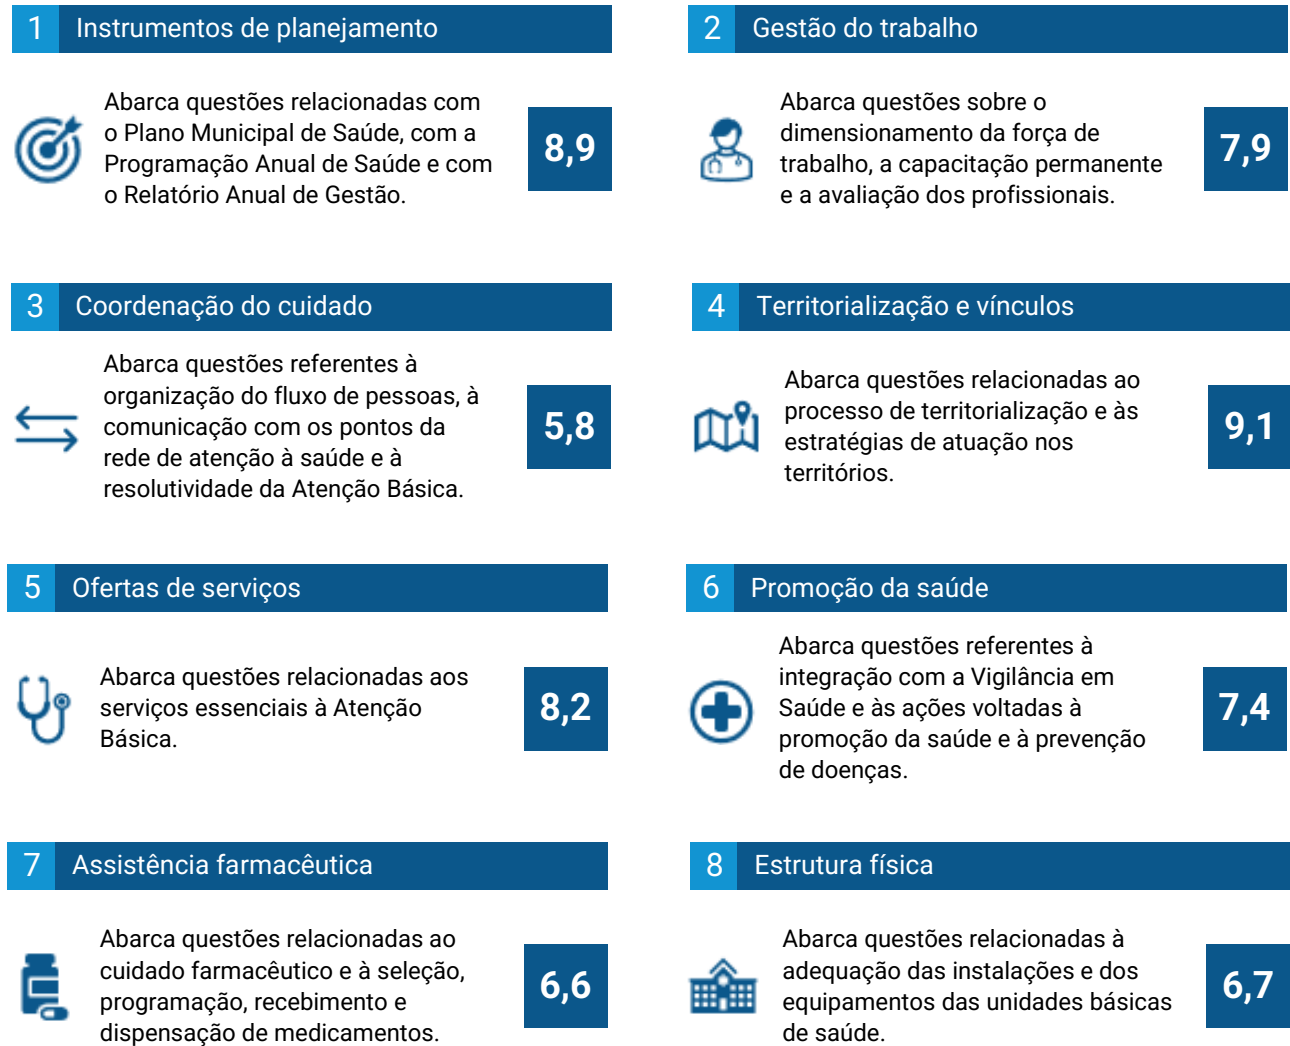 1 Instrumentos de planejamento
Abarca questões relacionadas com
o Plano Municipal de Saúde, com a
Programação Anual de Saúde e com
o Relatório Anual de Gestão.
8,9
2 Gestão do trabalho
Abarca questões sobre o
dimensionamento da força de
trabalho, a capacitação permanente
e a avaliação dos profissionais.
7,9
3 Coordenação do cuidado
Abarca questões referentes à
organização do fluxo de pessoas, à
comunicação com os pontos da
rede de atenção à saúde e à
resolutividade da Atenção Básica.
5,8
4 Territorialização e vínculos
Abarca questões relacionadas ao
processo de territorialização e às
estratégias de atuação nos
territórios.
9,1
5 Ofertas de serviços
Abarca questões relacionadas aos
serviços essenciais à Atenção
Básica.
8,2
6 Promoção da saúde
Abarca questões referentes à
integração com a Vigilância em
Saúde e às ações voltadas à
promoção da saúde e à prevenção
de doenças.
7,4
7 Assistência farmacêutica
Abarca questões relacionadas ao
cuidado farmacêutico e à seleção,
programação, recebimento e
dispensação de medicamentos.
6,6
8 Estrutura física
Abarca questões relacionadas à
adequação das instalações e dos
equipamentos das unidades básicas
de saúde.
6,7